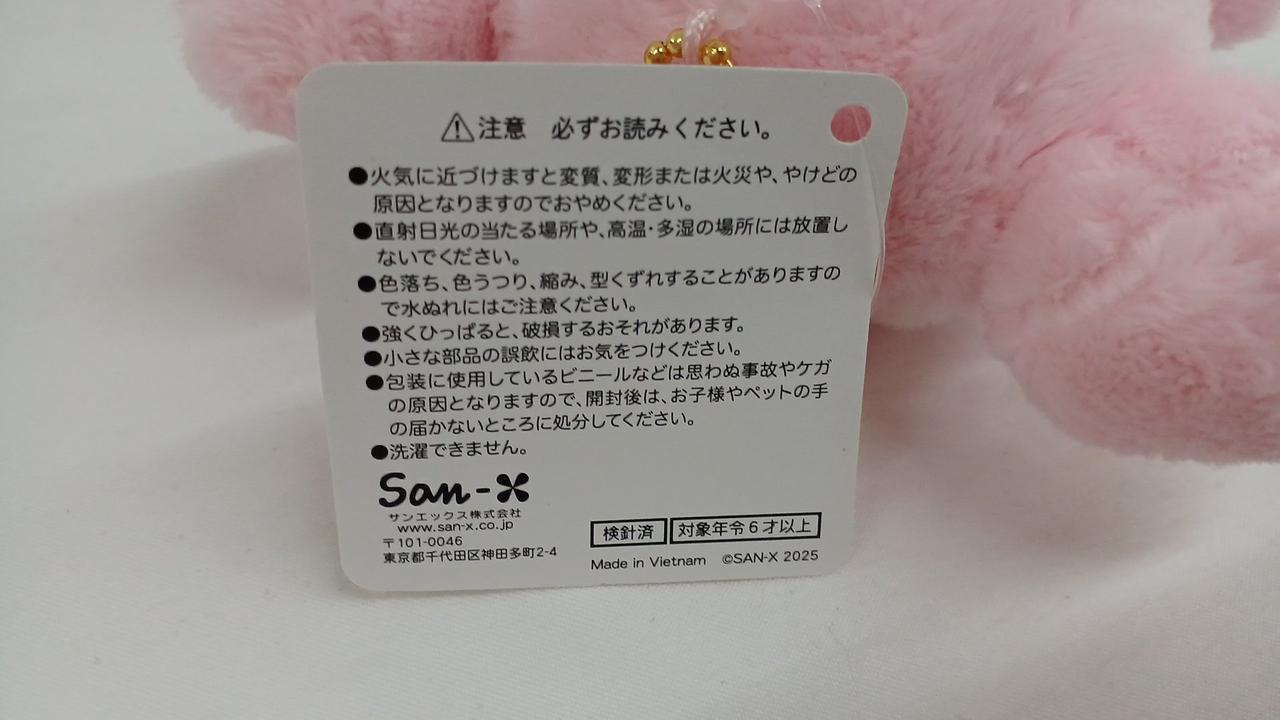 ⚠注意 必ずお読みください。
●火気に近づけますと変質、変形または火災や、やけどの
原因となりますのでおやめください。
●直射日光の当たる場所や、高温・多湿の場所には放置し
ないでください。
●色落ち、色うつり、縮み、型くずれすることがありますの
で水ぬれにはご注意ください。
●強くひっぱると、破損するおそれがあります。
●小さな部品の誤飲にはお気をつけください。
●包装に使用しているビニールなどは思わぬ事故やケガ
の原因となりますので、開封後は、お子様やペットの手
の届かないところに処分してください。
●洗濯できません。
San-X
サンエックス株式会社
www.san-x.co.jp
〒101-0046
東京都千代田区神田多町2-4
検針済 対象年令6才以上
Made in Vietnam ©SAN-X 2025